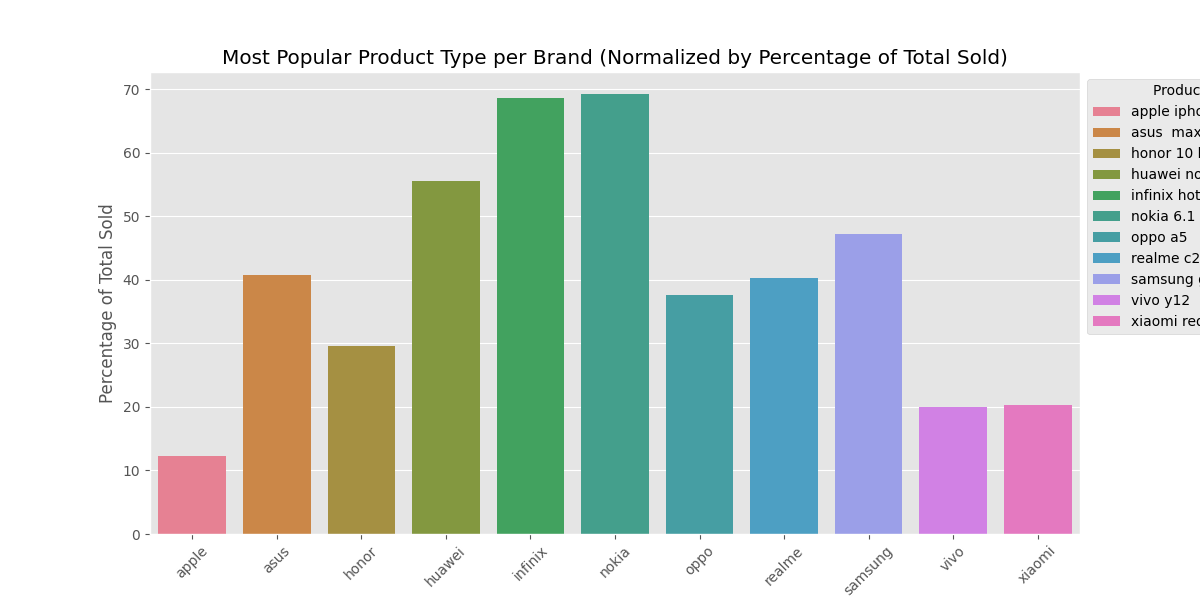 Most Popular Product Type per Brand (Normalized by Percentage of Total Sold)
Percentage of Total Sold
70
60
50
40
30
20
10
0
apple
asus
honor
huawei
infinix
nokia
oppo
realme
samsung
vivo
xiaomi
Produc
apple ipho
asus  max
honor 10
huawei no
infinix hot
nokia 6.1
oppo a5
realme c2
samsung
vivo y12
xiaomi red